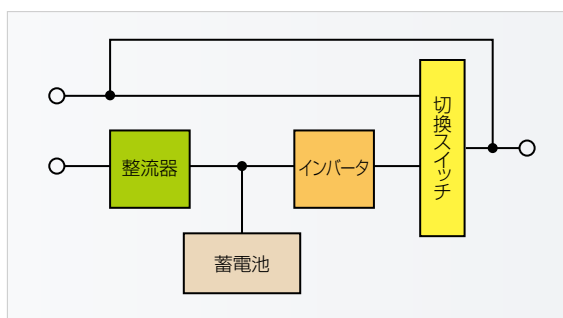 整流器
インバータ
切換スイッチ
蓄電池